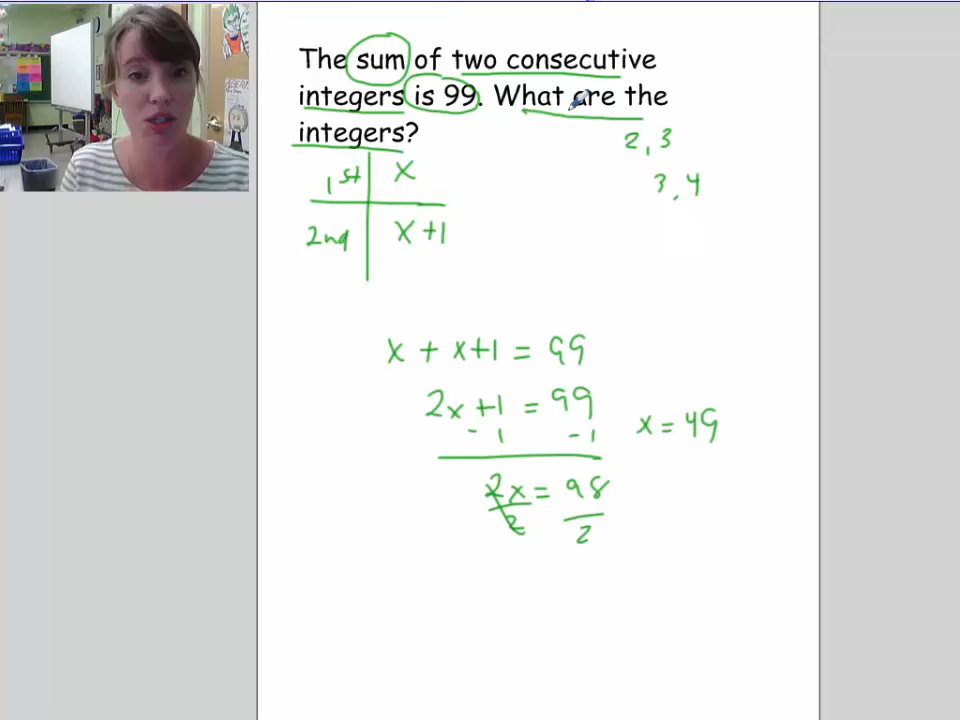 The sum of two consecutive
integers is 99. What are the
integers?
2, 3
3, 4
1st x
2nd x +1
x + x+1 = 99
2x +1 = 99
- 1 - 1
x = 49
2x = 98
2 2